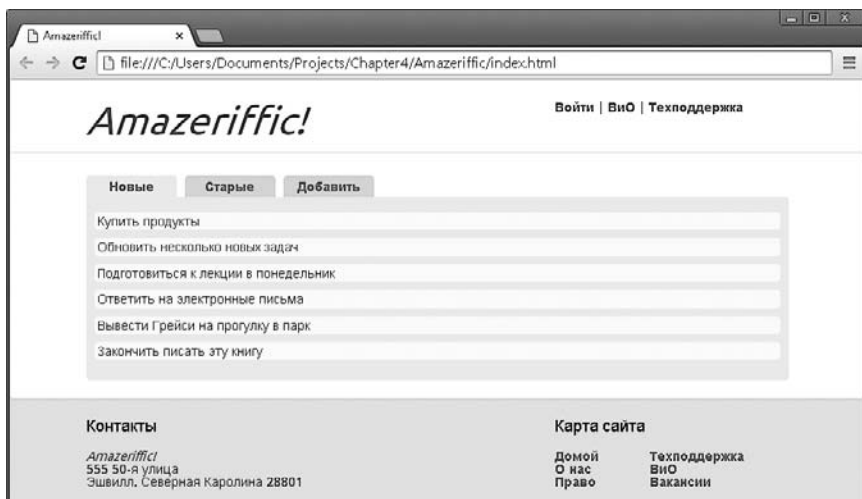 Amazeriffic!
file:///C:/Users/Documents/Projects/Chapter4/Amazeriffic/index.html
Amazeriffic!
Войти | ВиО | Техподдержка
Новые Старые Добавить
Купить продукты
Обновить несколько новых задач
Подготовиться к лекции в понедельник
Ответить на электронные письма
Вывести Грейси на прогулку в парк
Закончить писать эту книгу
Контакты
Amazeriffic!
555 50-я улица
Эшвилл, Северная Каролина 28801
Карта сайта
Домой Техподдержка
О нас ВиО
Право Вакансии